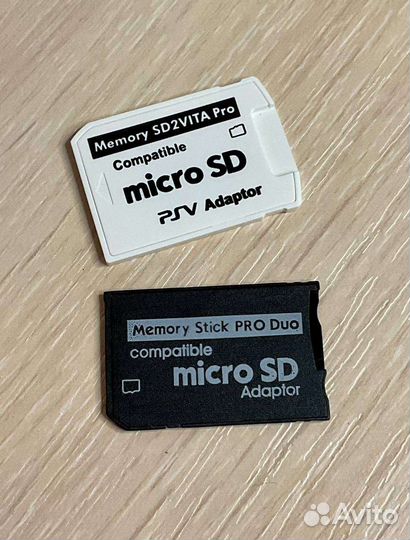 Memory SD2VITA Pro
Compatible
micro SD
PSV Adaptor
Memory Stick PRO Duo
compatible
micro SD
Adaptor
Avito